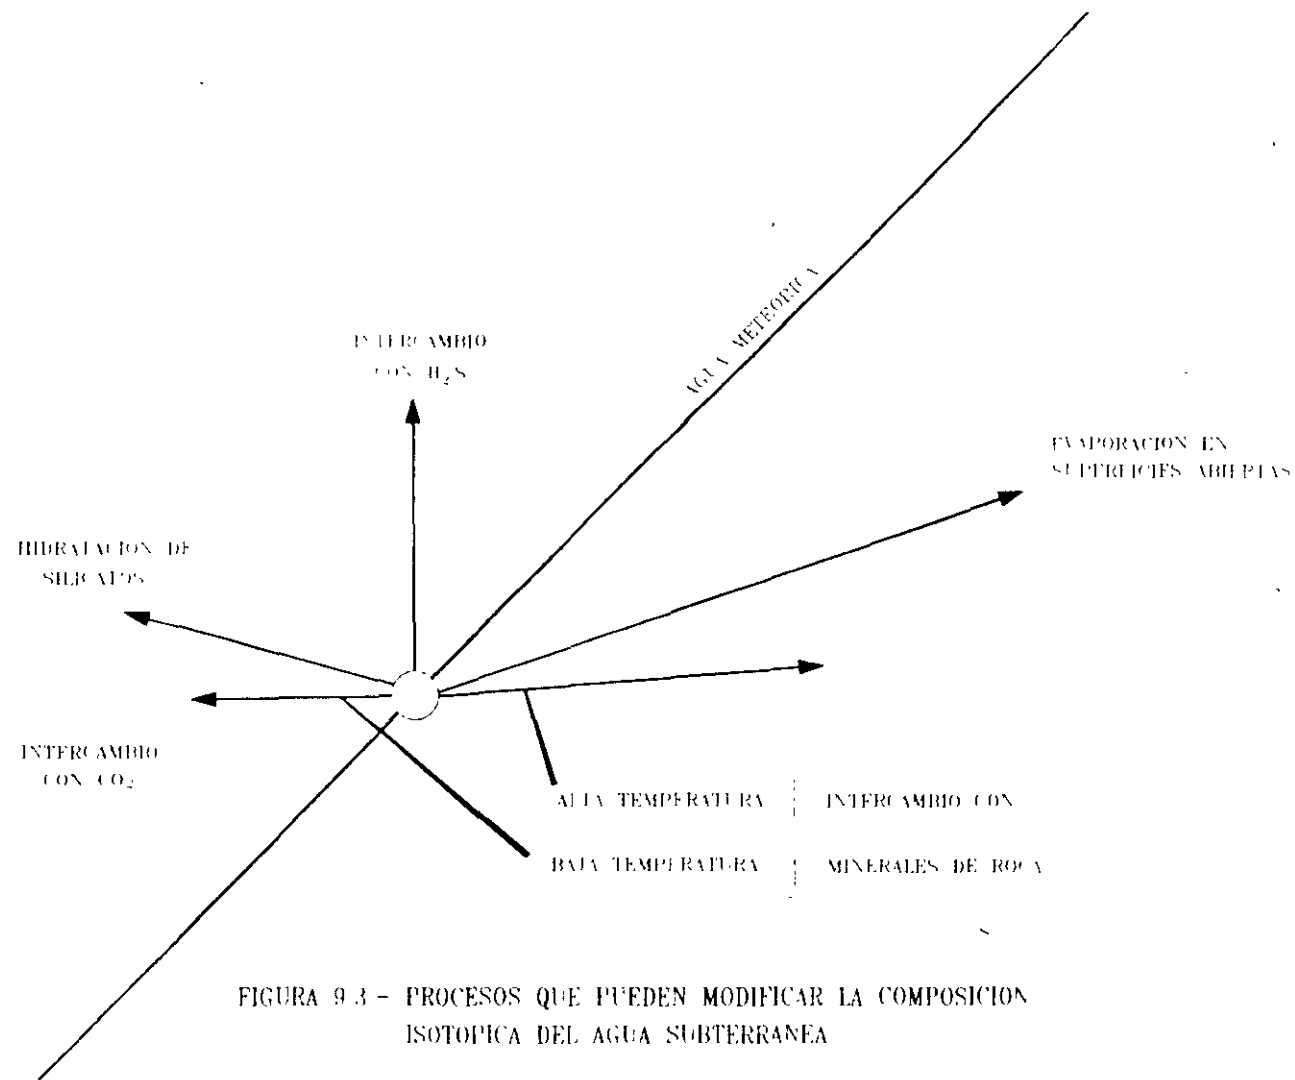 AGUA METEORICA
INTERCAMBIO
CON H₂S
EVAPORACION EN
SUPERFICIES ABIERTAS
HIDRATACION DE
SILICATOS
INTERCAMBIO
CON CO₂
ALTA TEMPERATURA INTERCAMBIO CON
BAJA TEMPERATURA MINERALES DE ROCA
FIGURA 9.3 - PROCESOS QUE PUEDEN MODIFICAR LA COMPOSICION
ISOTOPICA DEL AGUA SUBTERRANEA